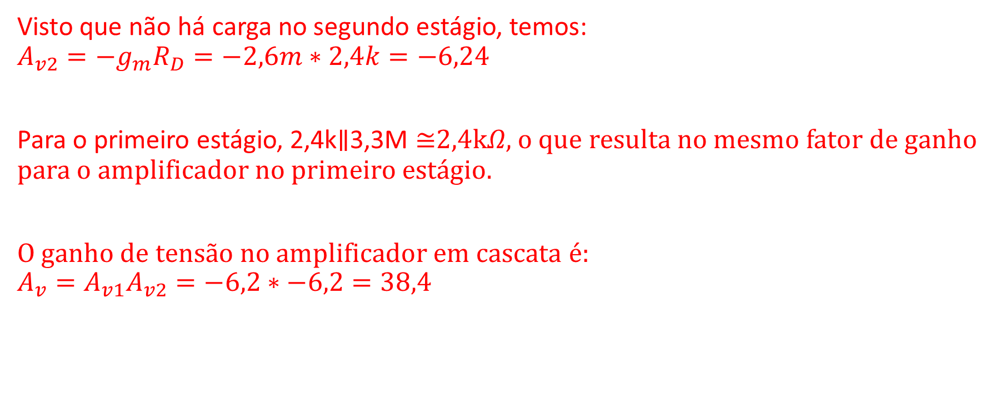 Visto que não há carga no segundo estágio, temos:
A_{v2} = −g_m R_D = −2,6m ∗ 2,4k = −6,24
Para o primeiro estágio, 2,4k‖3,3M ≅2,4kΩ, o que resulta no mesmo fator de ganho
para o amplificador no primeiro estágio.
O ganho de tensão no amplificador em cascata é:
A_v = A_{v1}A_{v2} = −6,2 ∗ −6,2 = 38,4